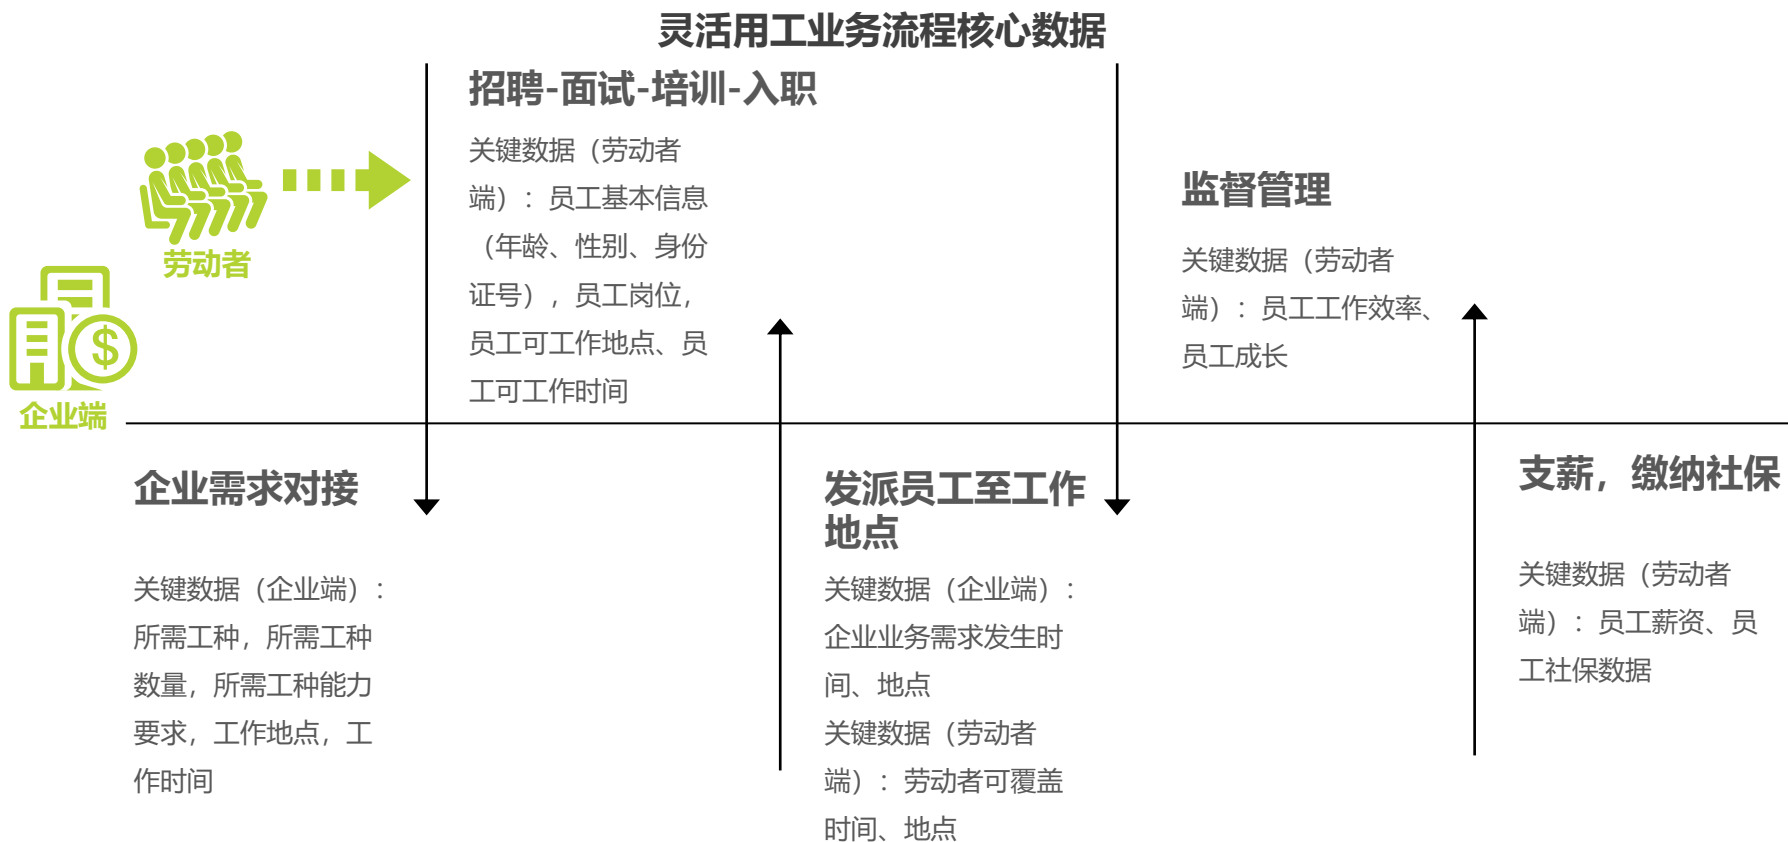 灵活用工业务流程核心数据
劳动者
企业端
企业需求对接
关键数据（企业端）：
所需工种，所需工种
数量，所需工种能力
要求，工作地点，工
作时间
招聘-面试-培训-入职
关键数据（劳动者
端）：员工基本信息
（年龄、性别、身份
证号），员工岗位，
员工可工作地点、员
工可工作时间
发派员工至工作
地点
关键数据（企业端）：
企业业务需求发生时
间、地点
关键数据（劳动者
端）：劳动者可覆盖
时间、地点
监督管理
关键数据（劳动者
端）：员工工作效率、
员工成长
支薪，缴纳社保
关键数据（劳动者
端）：员工薪资、员
工社保数据